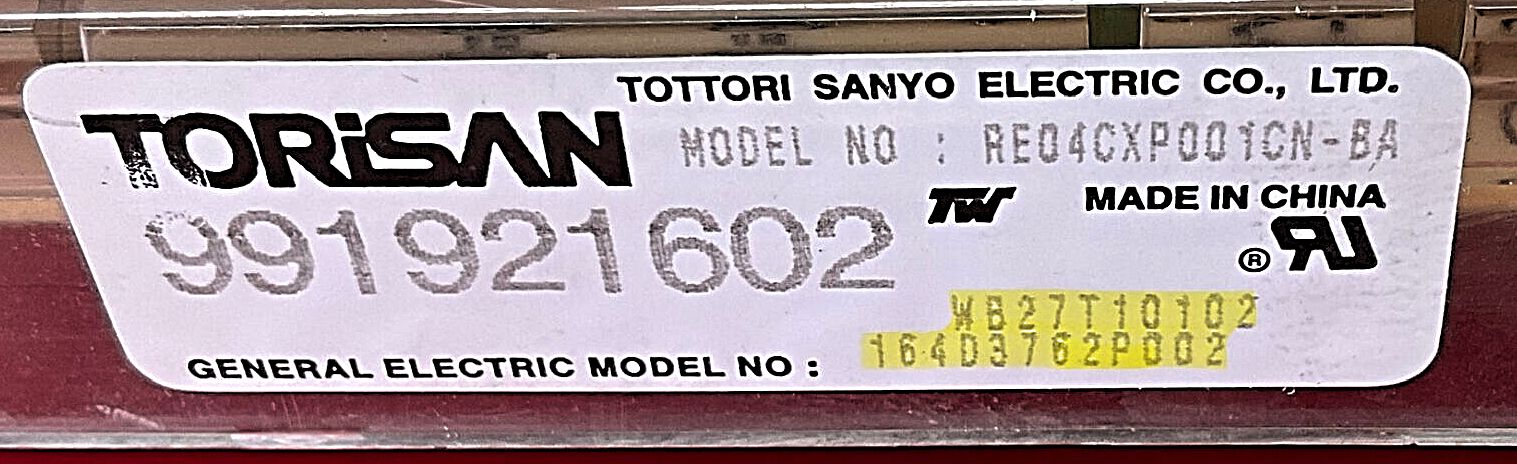 TOTTORI SANYO ELECTRIC CO., LTD.
TORiSAN
MODEL NO : RE04CXP001CN-BA
991921602
TW
MADE IN CHINA
® RU
WB27T10102
GENERAL ELECTRIC MODEL NO : 164D3762P002